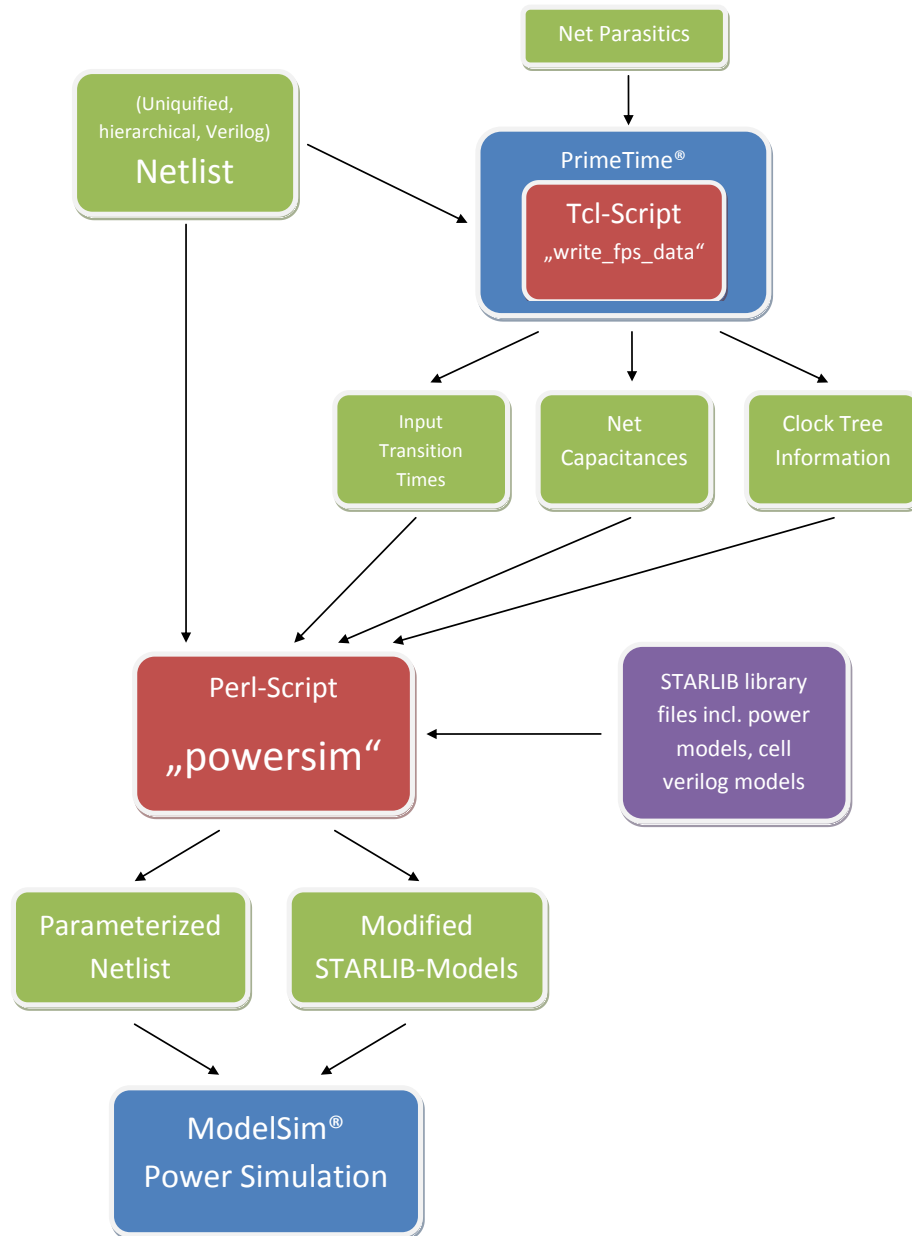 Net Parasitics
(Uniquified,
hierarchical, Verilog)
Netlist
PrimeTime®
Tcl-Script
„write_fps_data“
Input
Transition
Times
Net
Capacitances
Clock Tree
Information
Perl-Script
„powersim“
STARLIB library
files incl. power
models, cell
verilog models
Parameterized
Netlist
Modified
STARLIB-Models
ModelSim®
Power Simulation